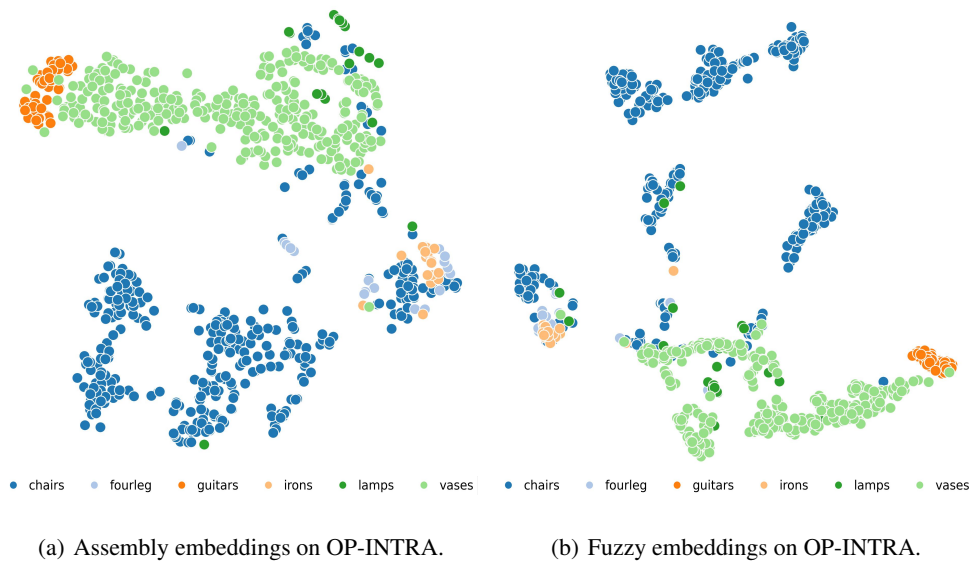 chairs fourleg guitars irons lamps vases
chairs fourleg guitars irons lamps vases
(a) Assembly embeddings on OP-INTRA.
(b) Fuzzy embeddings on OP-INTRA.